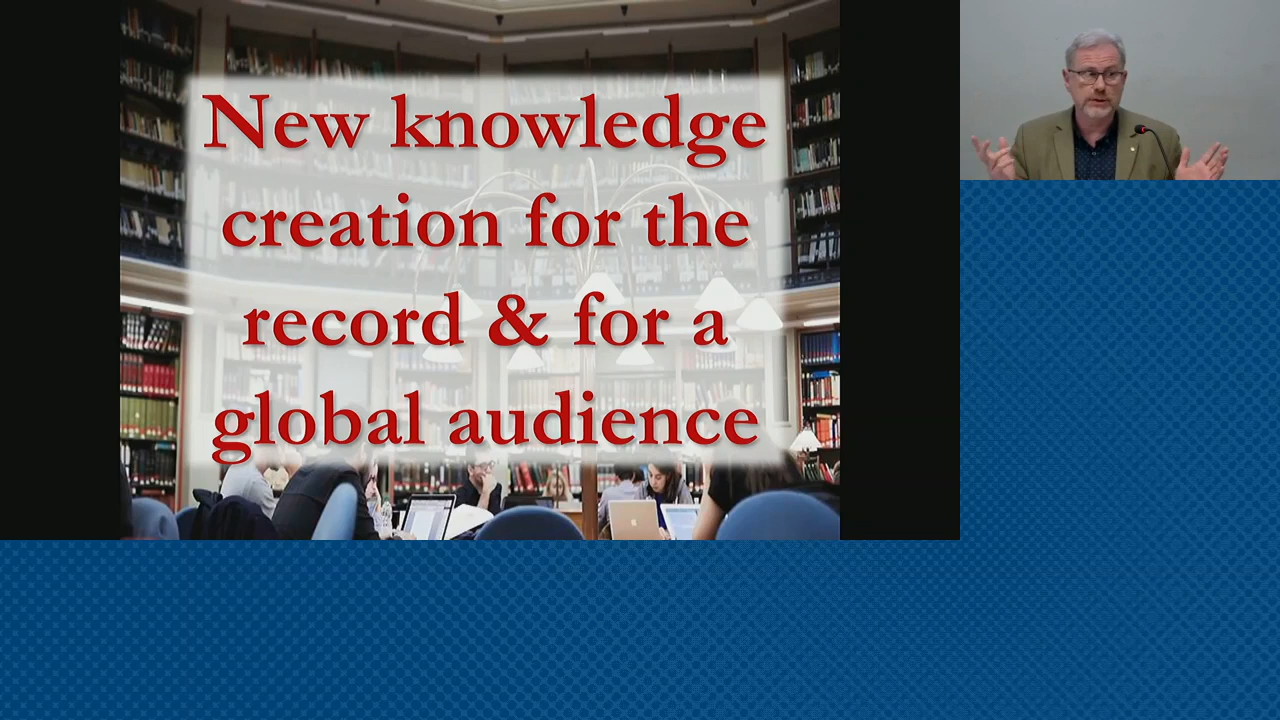 New knowledge
creation for the
record & for a
global audience